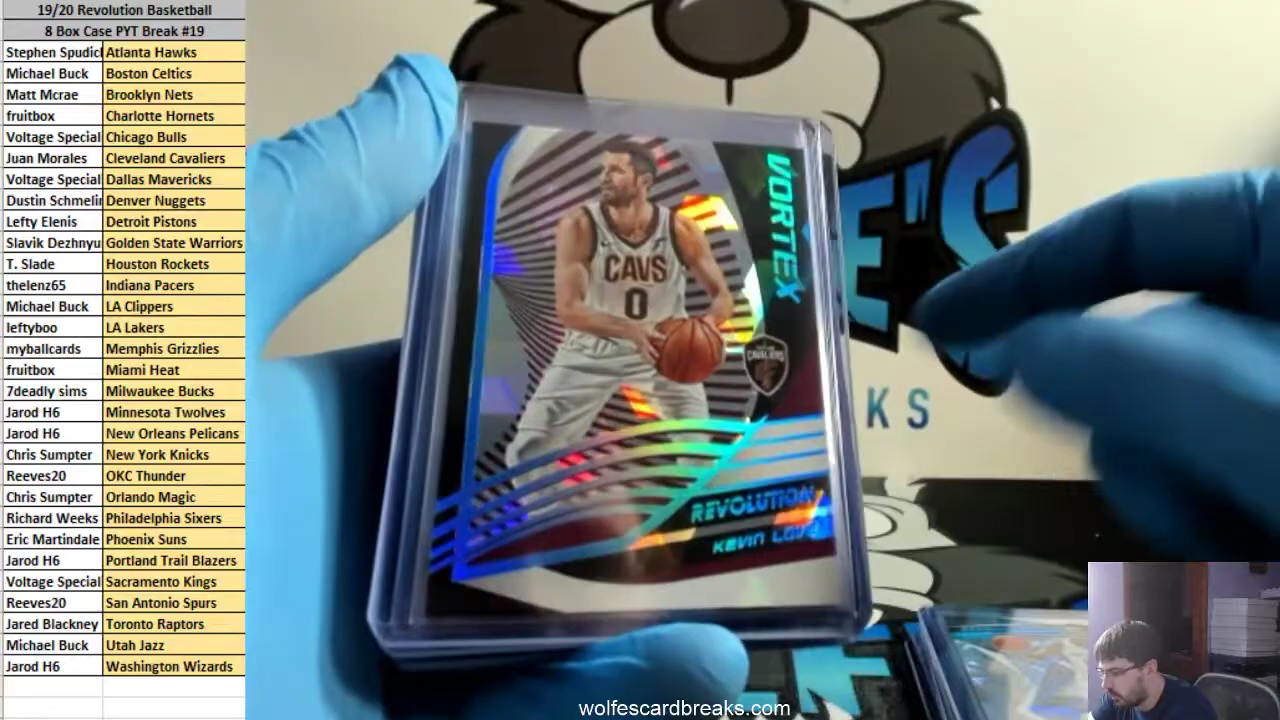 19/20 Revolution Basketball
8 Box Case PYT Break #19
Stephen Spudich Atlanta Hawks
Michael Buck Boston Celtics
Matt Mcrae Brooklyn Nets
fruitbox Charlotte Hornets
Voltage Special Chicago Bulls
Juan Morales Cleveland Cavaliers
Voltage Special Dallas Mavericks
Dustin Schmelin Denver Nuggets
Lefty Elenis Detroit Pistons
Slavik Dezhnyu Golden State Warriors
T. Slade Houston Rockets
thelenz65 Indiana Pacers
Michael Buck LA Clippers
leftyboo LA Lakers
myballcards Memphis Grizzlies
fruitbox Miami Heat
7deadly sims Milwaukee Bucks
Jarod H6 Minnesota Twolves
Jarod H6 New Orleans Pelicans
Chris Sumpter New York Knicks
Reeves20 OKC Thunder
Chris Sumpter Orlando Magic
Richard Weeks Philadelphia Sixers
Eric Martindale Phoenix Suns
Jarod H6 Portland Trail Blazers
Voltage Special Sacramento Kings
Reeves20 San Antonio Spurs
Jared Blackney Toronto Raptors
Michael Buck Utah Jazz
Jarod H6 Washington Wizards
VORTEX
CAVS
0
CAVALIERS
REVOLUTION
KEVIN LOVE
E'S
KS
wolfescardbreaks.com